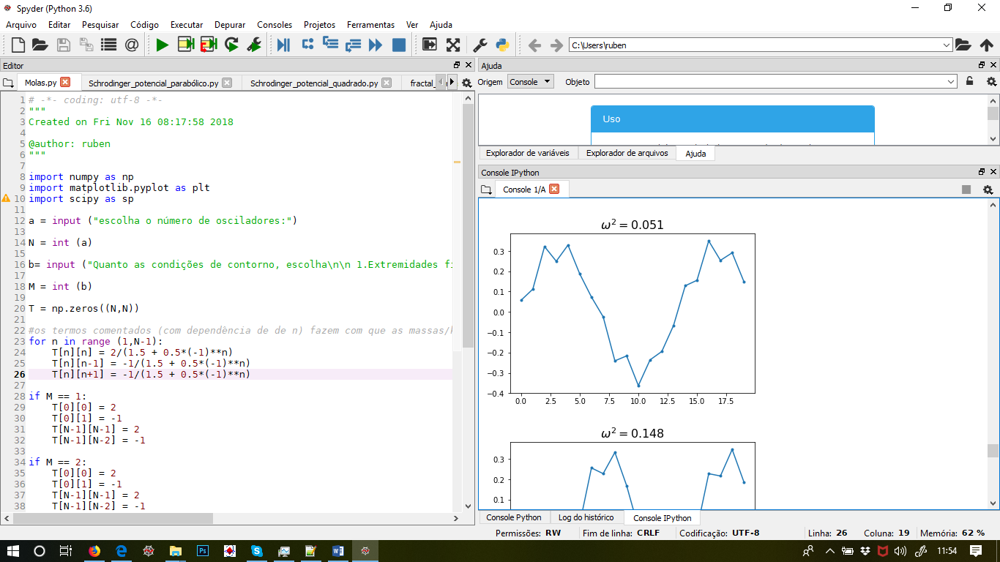 Spyder (Python 3.6)
Arquivo Editar Pesquisar Código Executar Depurar Consoles Projetos Ferramentas Ver Ajuda
C:\Users\ruben
Editor
Molas.py Schrodinger_potencial_parabólico.py Schrodinger_potencial_quadrado.py fractal_
1 # -*- coding: utf-8 -*-
2 """
3 Created on Fri Nov 16 08:17:58 2018
4
5 @author: ruben
6 """
7
8 import numpy as np
9 import matplotlib.pyplot as plt
10 import scipy as sp
11
12 a = input ("escolha o número de osciladores:")
13
14 N = int (a)
15
16 b= input ("Quanto as condições de contorno, escolha\n\n 1.Extremidades fi
17
18 M = int (b)
19
20 T = np.zeros((N,N))
21
22 #os termos comentados (com dependència de de n) fazem com que as massas/
23 for n in range (1,N-1):
24 T[n][n] = 2/(1.5 + 0.5*(-1)**n)
25 T[n][n-1] = -1/(1.5 + 0.5*(-1)**n)
26 T[n][n+1] = -1/(1.5 + 0.5*(-1)**n)
27
28 if M == 1:
29 T[0][0] = 2
30 T[0][1] = -1
31 T[N-1][N-1] = 2
32 T[N-1][N-2] = -1
33
34 if M == 2:
35 T[0][0] = 2
36 T[0][1] = -1
37 T[N-1][N-1] = 2
38 T[N-1][N-2] = -1
Ajuda
Origem Console Objeto
Uso
Explorador de variáveis Explorador de arquivos Ajuda
Console IPython
Console 1/A
ω² = 0.051
0.3
0.2
0.1
0.0
−0.1
−0.2
−0.3
−0.4
0.0 2.5 5.0 7.5 10.0 12.5 15.0 17.5
ω² = 0.148
0.3
0.2
0.1
Console Python Log do histórico Console IPython
Permissões: RW Fim de linha: CRLF Codificação: UTF-8 Linha: 26 Coluna: 19 Memória: 62 %
11:54